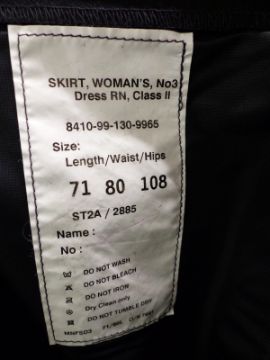 SKIRT, WOMAN'S, No3
Dress RN, Class II
8410-99-130-9965
Size:
Length/Waist/Hips
71 80 108
ST2A / 2885
Name :
No :
DO NOT WASH
DO NOT BLEACH
DO NOT IRON
Dry Clean only
DO NOT TUMBLE DRY